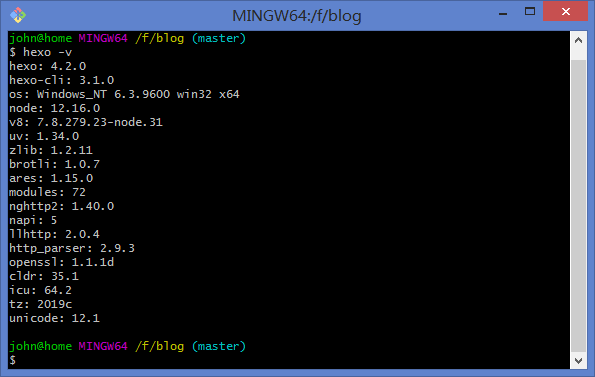 MINGW64:/f/blog
john@home MINGW64 /f/blog (master)
$ hexo -v
hexo: 4.2.0
hexo-cli: 3.1.0
os: Windows_NT 6.3.9600 win32 x64
node: 12.16.0
v8: 7.8.279.23-node.31
uv: 1.34.0
zlib: 1.2.11
brotli: 1.0.7
ares: 1.15.0
modules: 72
nghttp2: 1.40.0
napi: 5
llhttp: 2.0.4
http_parser: 2.9.3
openssl: 1.1.1d
cldr: 35.1
icu: 64.2
tz: 2019c
unicode: 12.1
john@home MINGW64 /f/blog (master)
$